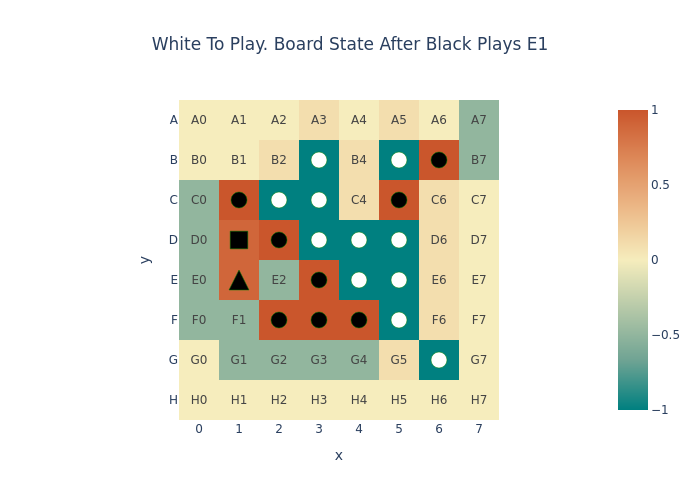 White To Play. Board State After Black Plays E1
A A0 A1 A2 A3 A4 A5 A6 A7
B B0 B1 B2 B4 B7
C C0 C4 C6 C7
D D0 D6 D7
E E0 E2 E6 E7
F F0 F1 F6 F7
G G0 G1 G2 G3 G4 G5 G7
H H0 H1 H2 H3 H4 H5 H6 H7
0 1 2 3 4 5 6 7
x
y
1
0.5
0
−0.5
−1